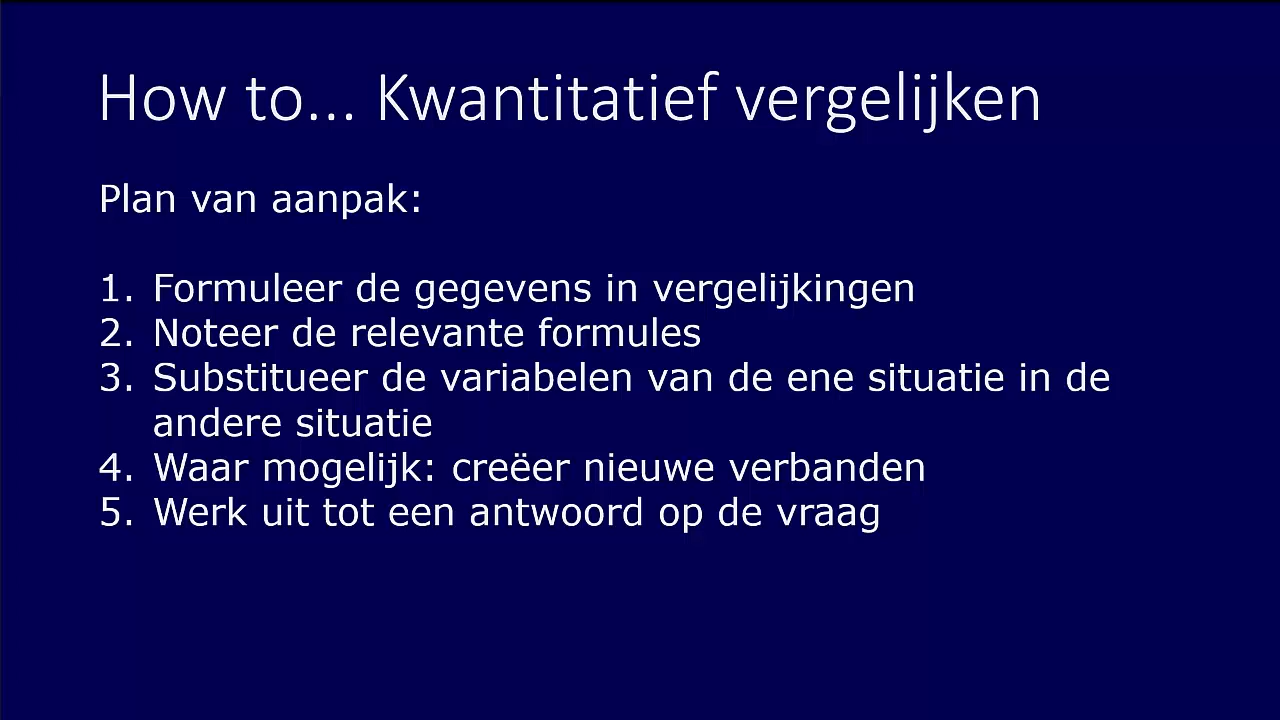 How to... Kwantitatief vergelijken
Plan van aanpak:
1. Formuleer de gegevens in vergelijkingen
2. Noteer de relevante formules
3. Substitueer de variabelen van de ene situatie in de
andere situatie
4. Waar mogelijk: creëer nieuwe verbanden
5. Werk uit tot een antwoord op de vraag